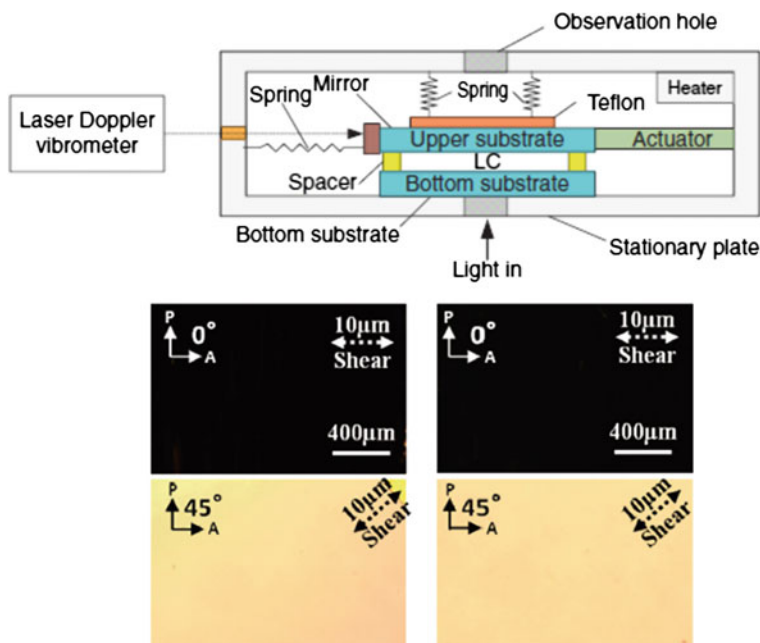 Observation hole
Mirror
Spring
Heater
Spring
Teflon
Laser Doppler
vibrometer
Upper substrate
Actuator
LC
Spacer
Bottom substrate
Bottom substrate
Stationary plate
Light in
P
0°
A
10μm
Shear
400μm
P
0°
A
10μm
Shear
400μm
P
45°
A
10μm
Shear
P
45°
A
10μm
Shear